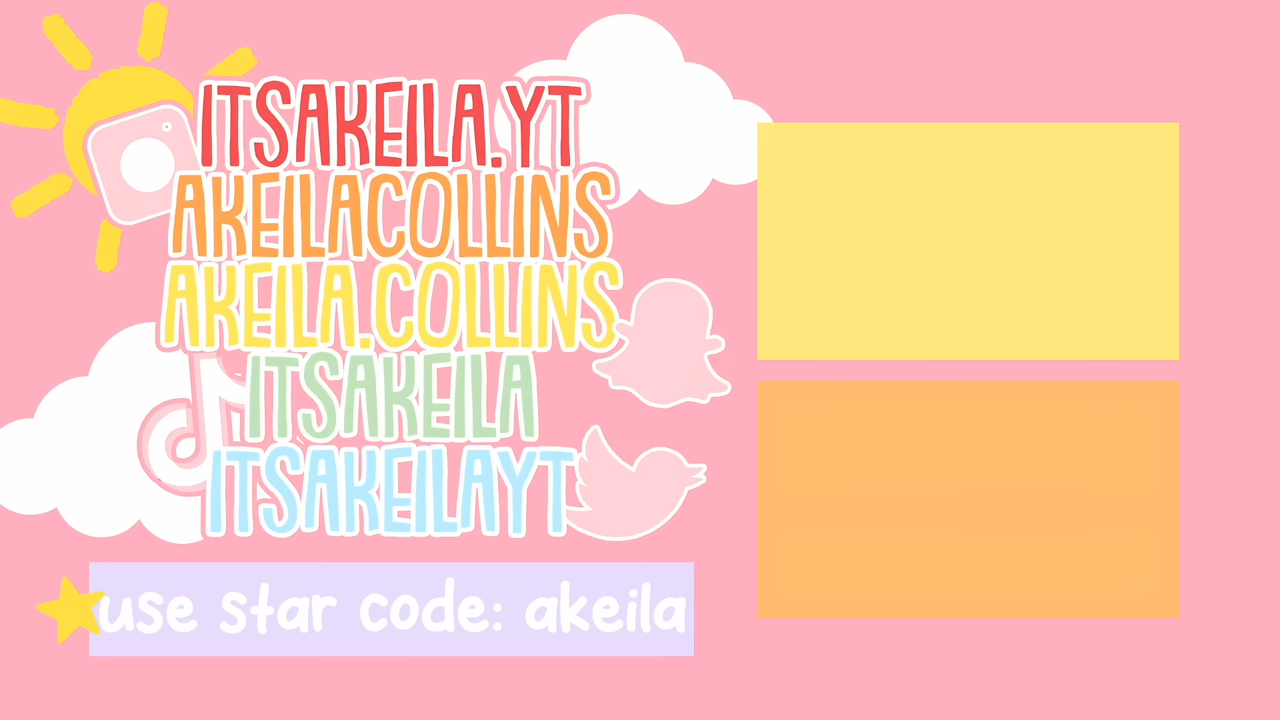 ITSAKEILA.YT
AKEILACOLLINS
AKEILA.COLLINS
ITSAKEILA
ITSAKEILAYT
use star code: akeila